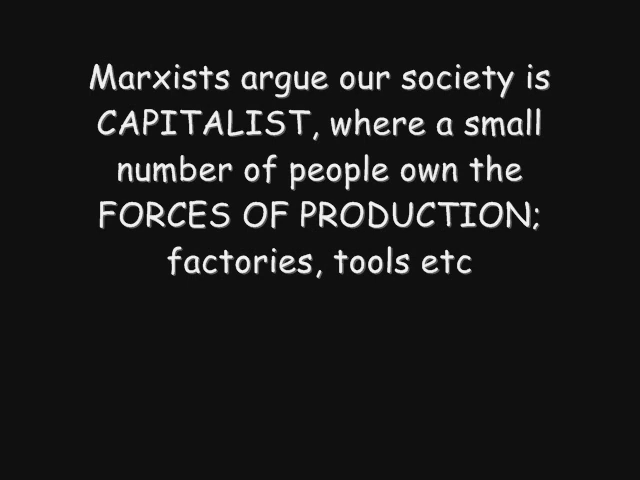 Marxists argue our society is
CAPITALIST, where a small
number of people own the
FORCES OF PRODUCTION;
factories, tools etc